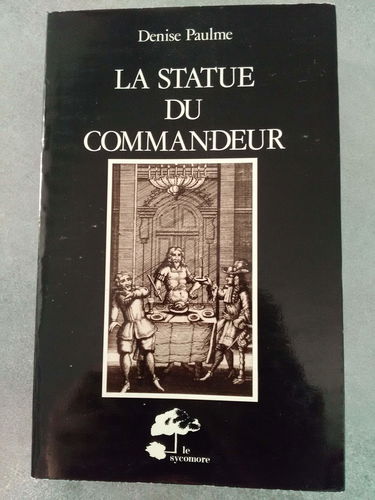 Denise Paulme
LA STATUE
DU
COMMANDEUR
le
sycomore